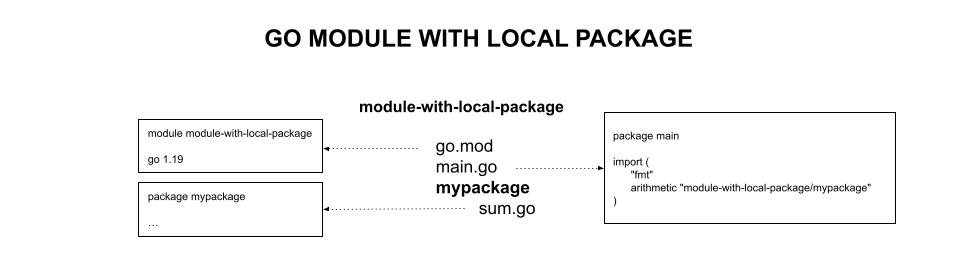 GO MODULE WITH LOCAL PACKAGE
module-with-local-package
module module-with-local-package
go 1.19
package mypackage
...
go.mod
main.go
mypackage
sum.go
package main
import (
"fmt"
arithmetic "module-with-local-package/mypackage"
)